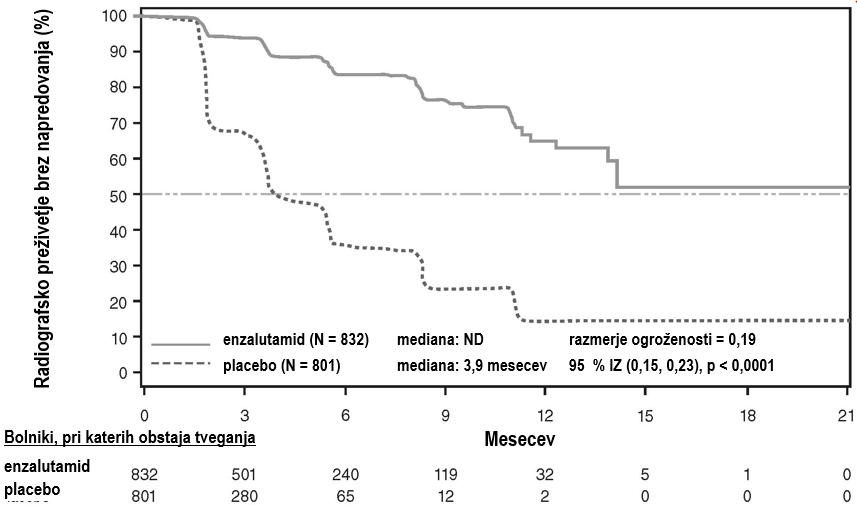 Radiografsko preživetje brez napredovanja (%)
100
90
80
70
60
50
40
30
20
10
0
enzalutamid (N = 832) mediana: ND razmerje ogroženosti = 0,19
placebo (N = 801) mediana: 3,9 mesecev 95 % IZ (0,15, 0,23), p < 0,0001
0 3 6 9 12 15 18 21
Mesecev
Bolniki, pri katerih obstaja tveganja
enzalutamid 832 501 240 119 32 5 1 0
placebo 801 280 65 12 2 0 0 0